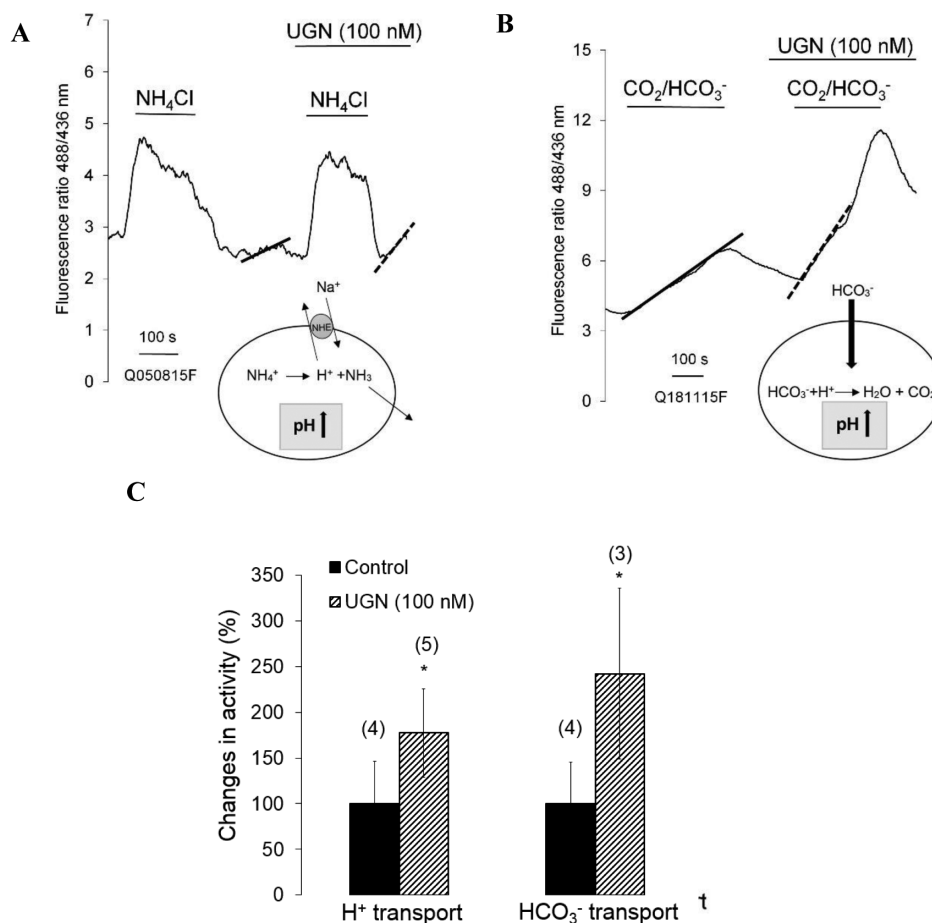 A
UGN (100 nM)
NH₄Cl
NH₄Cl
Fluorescence ratio 488/436 nm
7
6
5
4
3
2
1
0
100 s
Q050815F
Na⁺
NHE
NH₄⁺ → H⁺ +NH₃
pH ↑
B
UGN (100 nM)
CO₂/HCO₃⁻
CO₂/HCO₃⁻
Fluorescence ratio 488/436 nm
15
12
9
6
3
0
100 s
Q181115F
HCO₃⁻
HCO₃⁻+H⁺ → H₂O + CO₂
pH ↑
C
Control
UGN (100 nM)
Changes in activity (%)
350
300
250
200
150
100
50
0
(4)
(5)
*
(4)
(3)
*
H⁺ transport
HCO₃⁻ transport
t